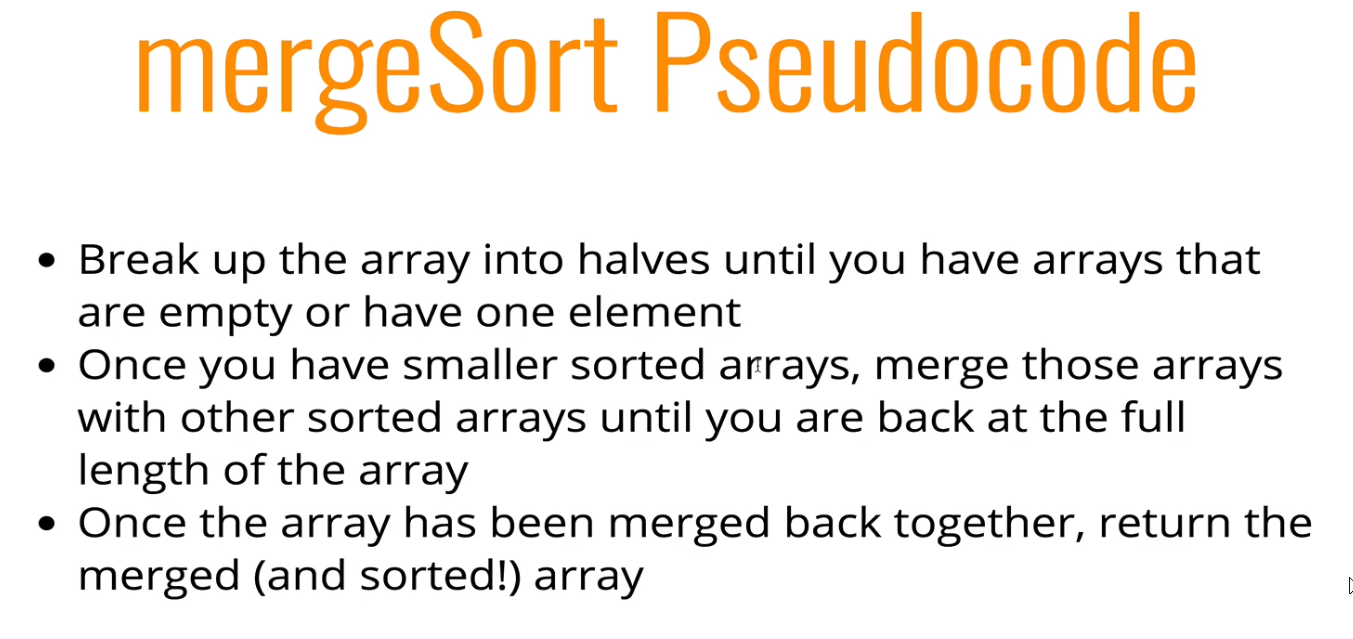 mergeSort Pseudocode
• Break up the array into halves until you have arrays that
are empty or have one element
• Once you have smaller sorted arrays, merge those arrays
with other sorted arrays until you are back at the full
length of the array
• Once the array has been merged back together, return the
merged (and sorted!) array